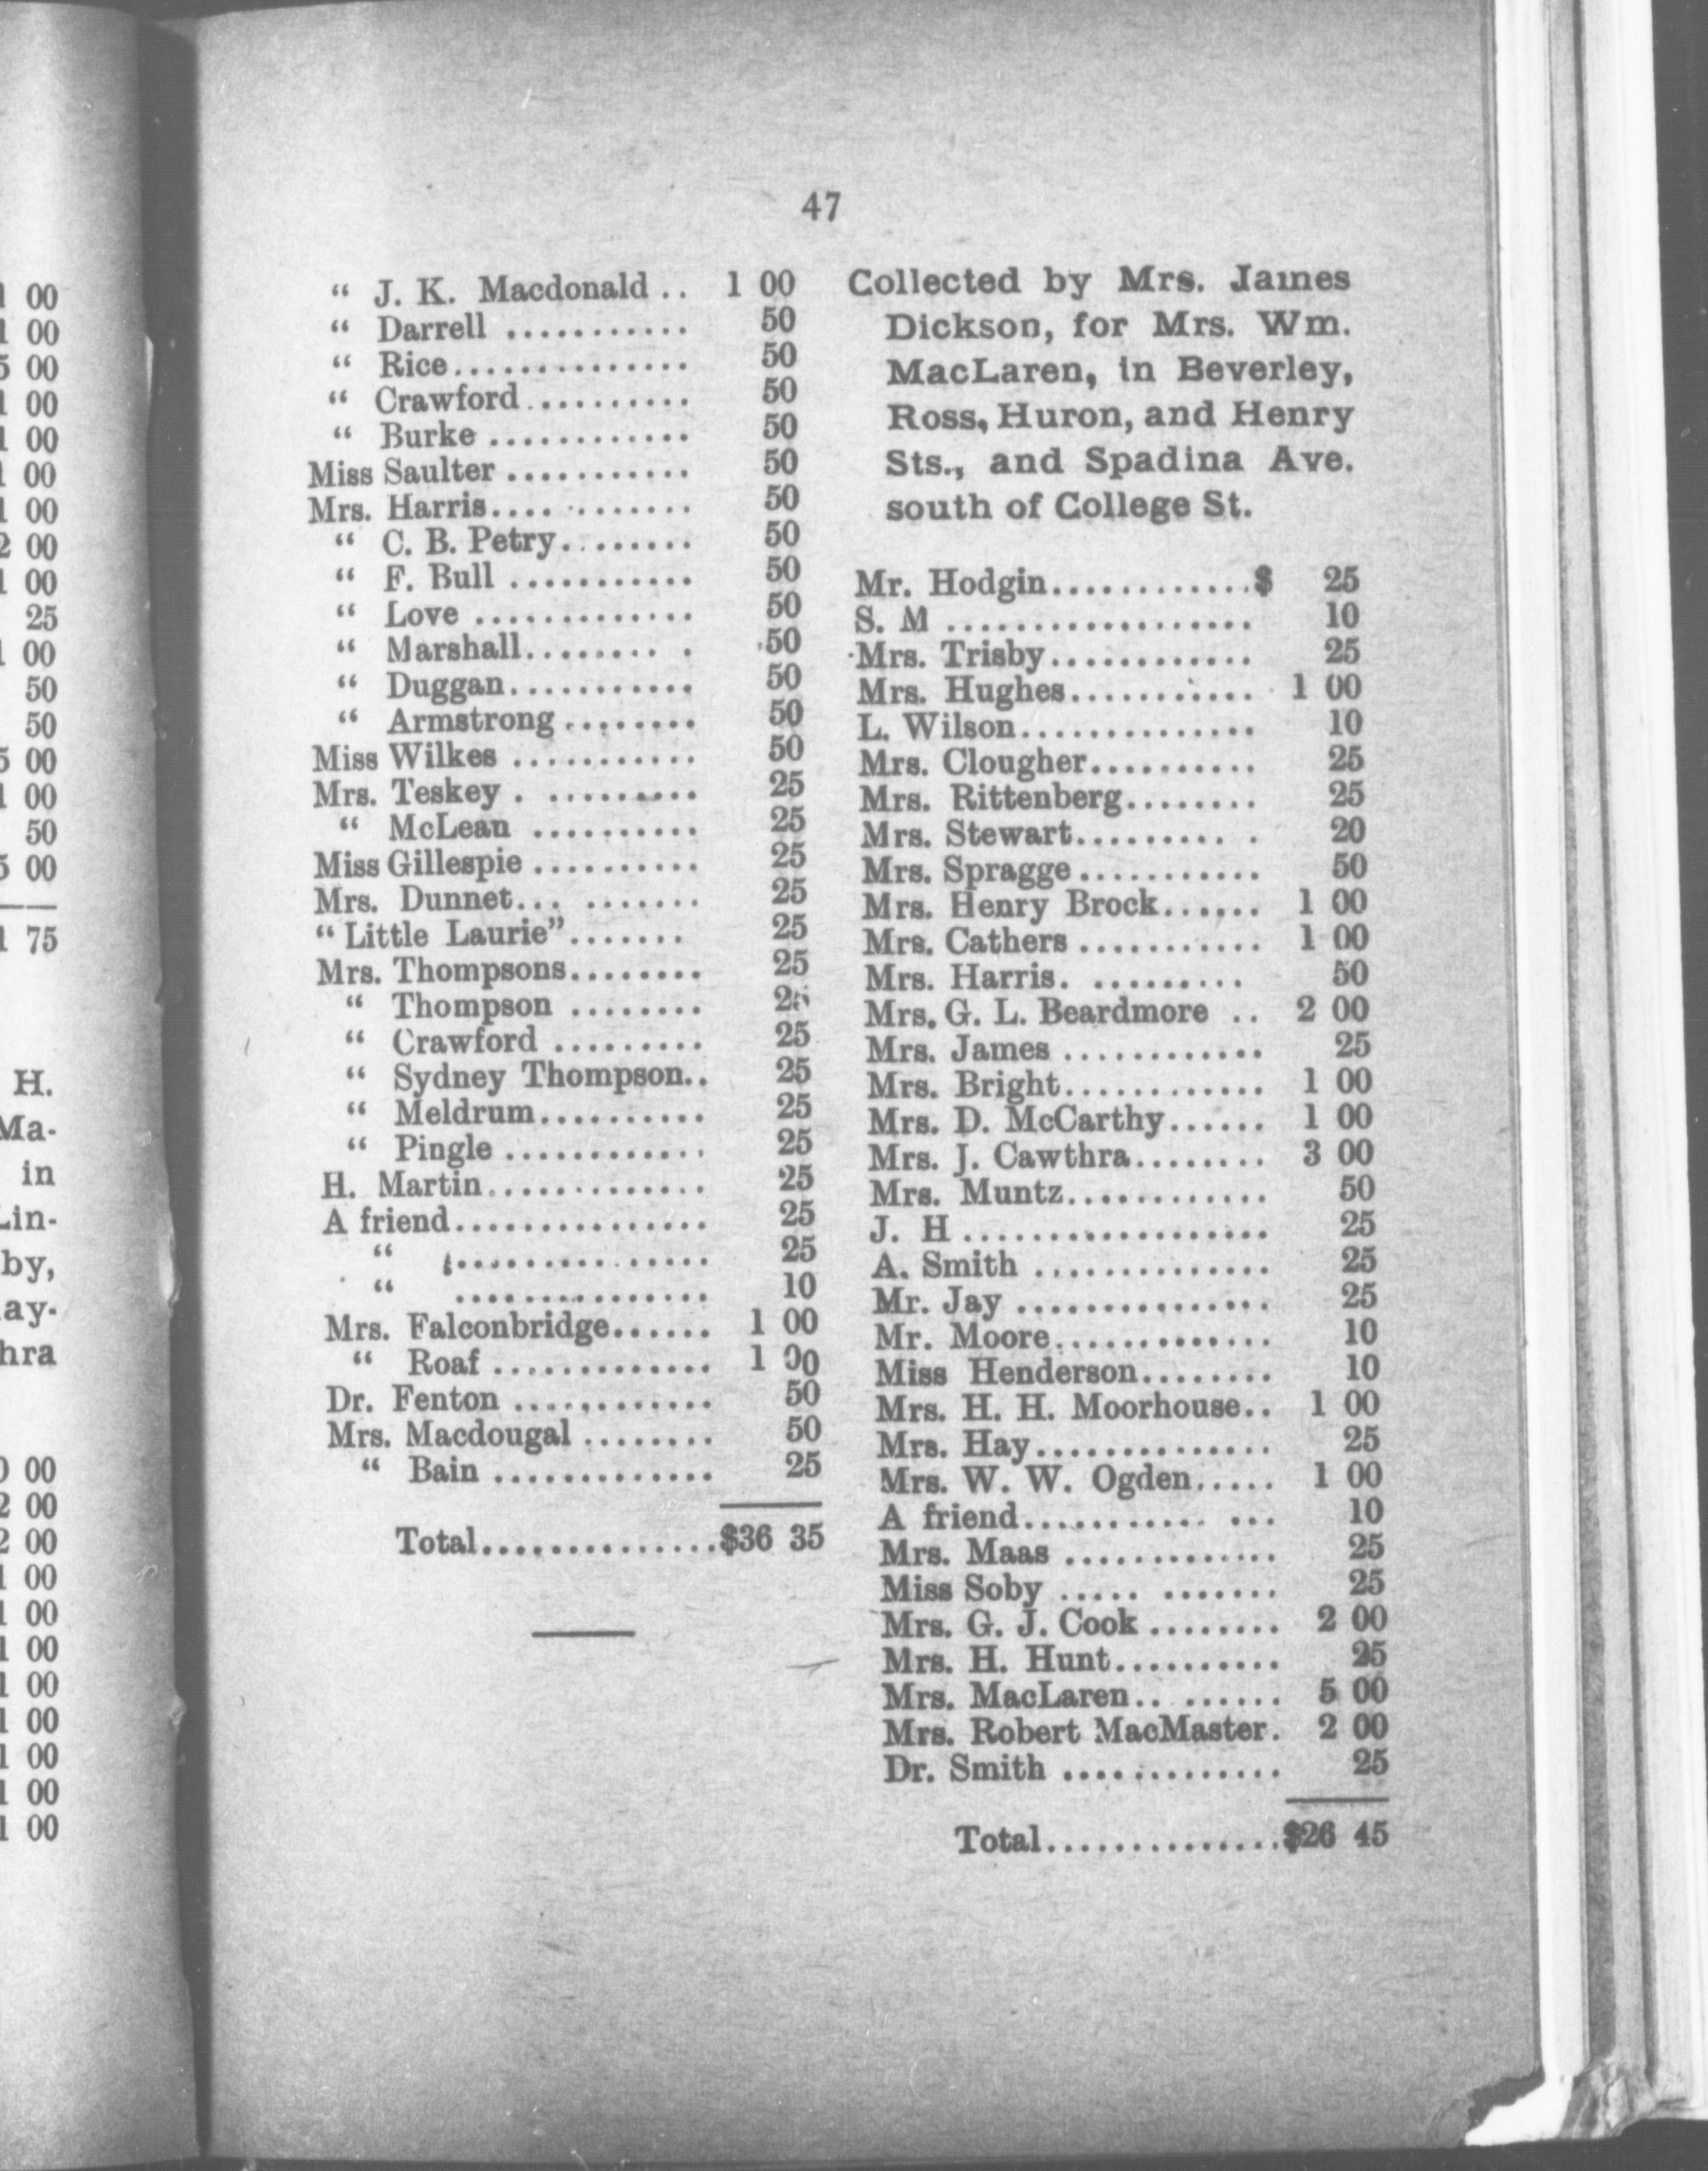 47
" J. K. Macdonald .. 1 00
" Darrell ........... 50
" Rice.............. 50
" Crawford.......... 50
" Burke ............ 50
Miss Saulter ........... 50
Mrs. Harris............ 50
" C. B. Petry........ 50
" F. Bull ........... 50
" Love ............. 50
" Marshall........ . 50
" Duggan........... 50
" Armstrong........ 50
Miss Wilkes ........... 50
Mrs. Teskey . ......... 25
" McLean .......... 25
Miss Gillespie .......... 25
Mrs. Dunnet... ....... 25
"Little Laurie"....... 25
Mrs. Thompsons........ 25
" Thompson ........ 25
" Crawford ......... 25
" Sydney Thompson.. 25
" Meldrum.......... 25
" Pingle ............ 25
H. Martin............. 25
A friend............... 25
" ............... 25
" ............... 10
Mrs. Falconbridge...... 1 00
" Roaf ............. 1 00
Dr. Fenton ............ 50
Mrs. Macdougal ........ 50
" Bain ............. 25
Total..............$36 35
Collected by Mrs. James
Dickson, for Mrs. Wm.
MacLaren, in Beverley,
Ross, Huron, and Henry
Sts., and Spadina Ave.
south of College St.
Mr. Hodgin............$ 25
S. M .................. 10
Mrs. Trisby............ 25
Mrs. Hughes........... 1 00
L. Wilson.............. 10
Mrs. Clougher.......... 25
Mrs. Rittenberg........ 25
Mrs. Stewart......... . 20
Mrs. Spragge........... 50
Mrs. Henry Brock...... 1 00
Mrs. Cathers ........... 1 00
Mrs. Harris. ......... 50
Mrs. G. L. Beardmore .. 2 00
Mrs. James ............ 25
Mrs. Bright............ 1 00
Mrs. D. McCarthy...... 1 00
Mrs. J. Cawthra........ 3 00
Mrs. Muntz............ 50
J. H .................. 25
A. Smith .............. 25
Mr. Jay ............... 25
Mr. Moore............. 10
Miss Henderson........ 10
Mrs. H. H. Moorhouse.. 1 00
Mrs. Hay.............. 25
Mrs. W. W. Ogden..... 1 00
A friend........... ... 10
Mrs. Maas ............. 25
Miss Soby ..... ....... 25
Mrs. G. J. Cook ........ 2 00
Mrs. H. Hunt.......... 25
Mrs. MacLaren.. ...... 5 00
Mrs. Robert MacMaster. 2 00
Dr. Smith ............. 25
Total..............$26 45